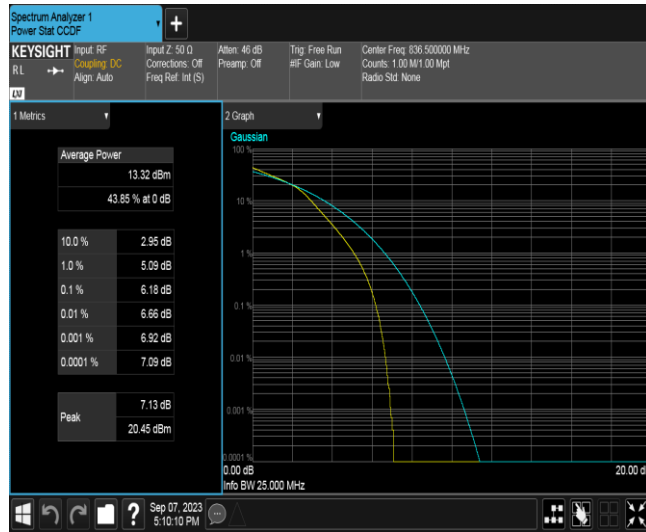 Spectrum Analyzer 1
Power Stat CCDF
+
KEYSIGHT
RL
LXI
Input: RF
Coupling: DC
Align: Auto
Input Z: 50 Ω
Corrections: Off
Freq Ref: Int (S)
Atten: 46 dB
Preamp: Off
Trig: Free Run
#IF Gain: Low
Center Freq: 836.500000 MHz
Counts: 1.00 M/1.00 Mpt
Radio Std: None
1 Metrics
Average Power
13.32 dBm
43.85 % at 0 dB
10.0 % 2.95 dB
1.0 % 5.09 dB
0.1 % 6.18 dB
0.01 % 6.66 dB
0.001 % 6.92 dB
0.0001 % 7.09 dB
Peak
7.13 dB
20.45 dBm
2 Graph
Gaussian
100 %
10 %
1 %
0.1 %
0.01 %
0.001 %
0.0001 %
0.00 dB
20.00 d
Info BW 25.000 MHz
?
Sep 07, 2023
5:10:10 PM